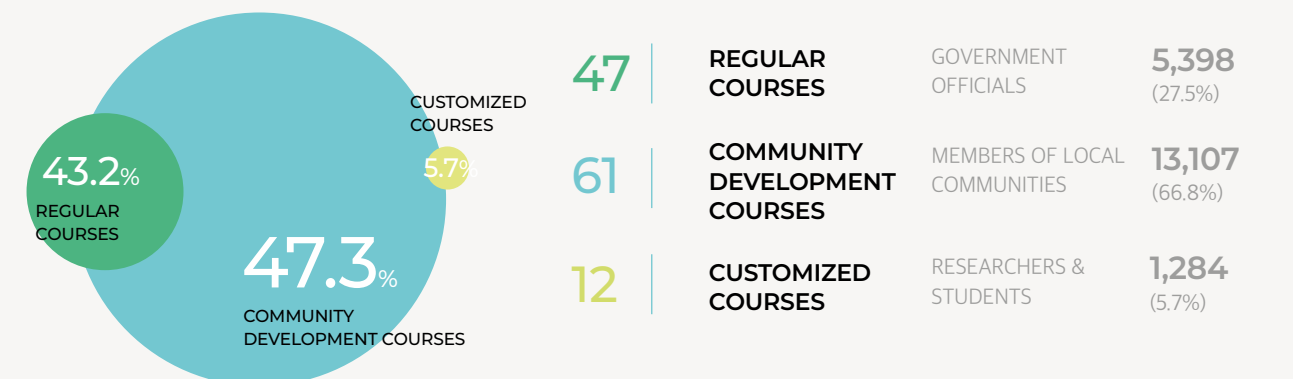 43.2%
REGULAR
COURSES
CUSTOMIZED
COURSES
5.7%
47.3%
COMMUNITY
DEVELOPMENT COURSES
47
REGULAR
COURSES
GOVERNMENT
OFFICIALS
5,398
(27.5%)
61
COMMUNITY
DEVELOPMENT
COURSES
MEMBERS OF LOCAL
COMMUNITIES
13,107
(66.8%)
12
CUSTOMIZED
COURSES
RESEARCHERS &
STUDENTS
1,284
(5.7%)